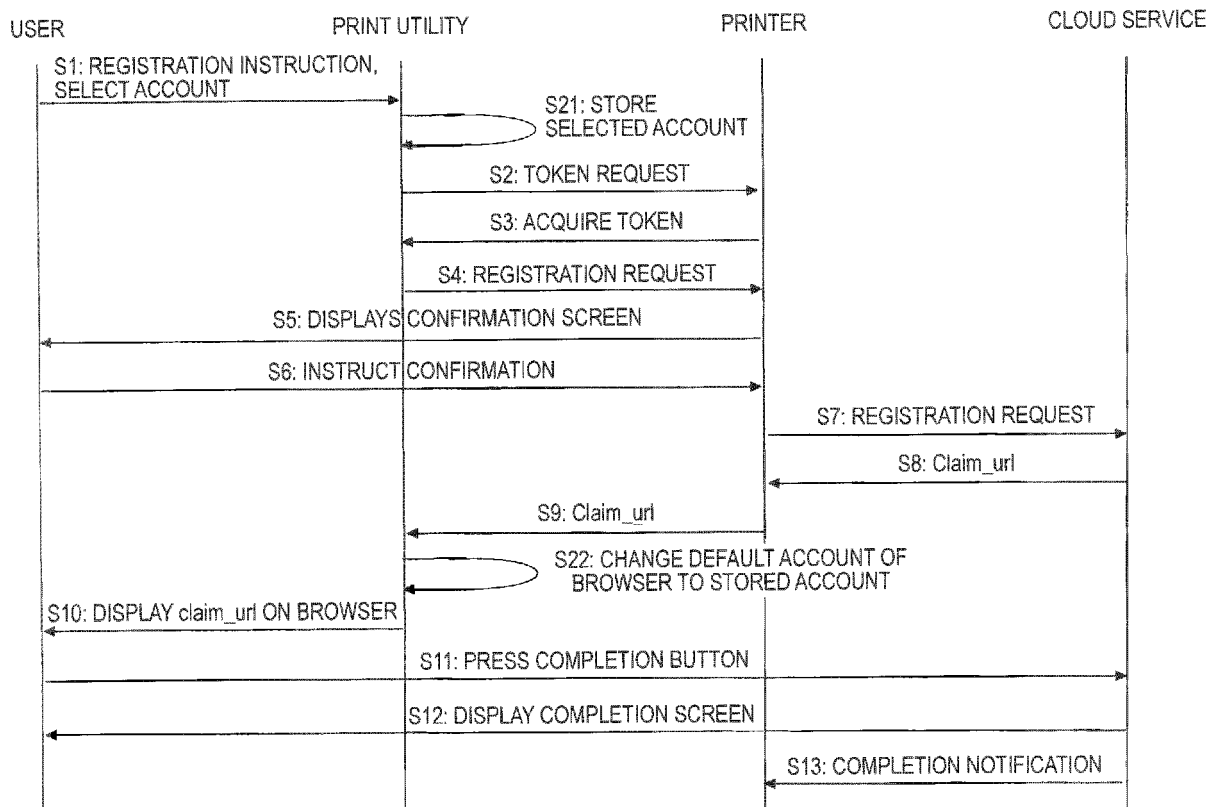 USER
PRINT UTILITY
PRINTER
CLOUD SERVICE
S1: REGISTRATION INSTRUCTION,
SELECT ACCOUNT
S21: STORE
SELECTED ACCOUNT
S2: TOKEN REQUEST
S3: ACQUIRE TOKEN
S4: REGISTRATION REQUEST
S5: DISPLAYS CONFIRMATION SCREEN
S6: INSTRUCT CONFIRMATION
S7: REGISTRATION REQUEST
S8: Claim_url
S9: Claim_url
S22: CHANGE DEFAULT ACCOUNT OF
BROWSER TO STORED ACCOUNT
S10: DISPLAY claim_url ON BROWSER
S11: PRESS COMPLETION BUTTON
S12: DISPLAY COMPLETION SCREEN
S13: COMPLETION NOTIFICATION